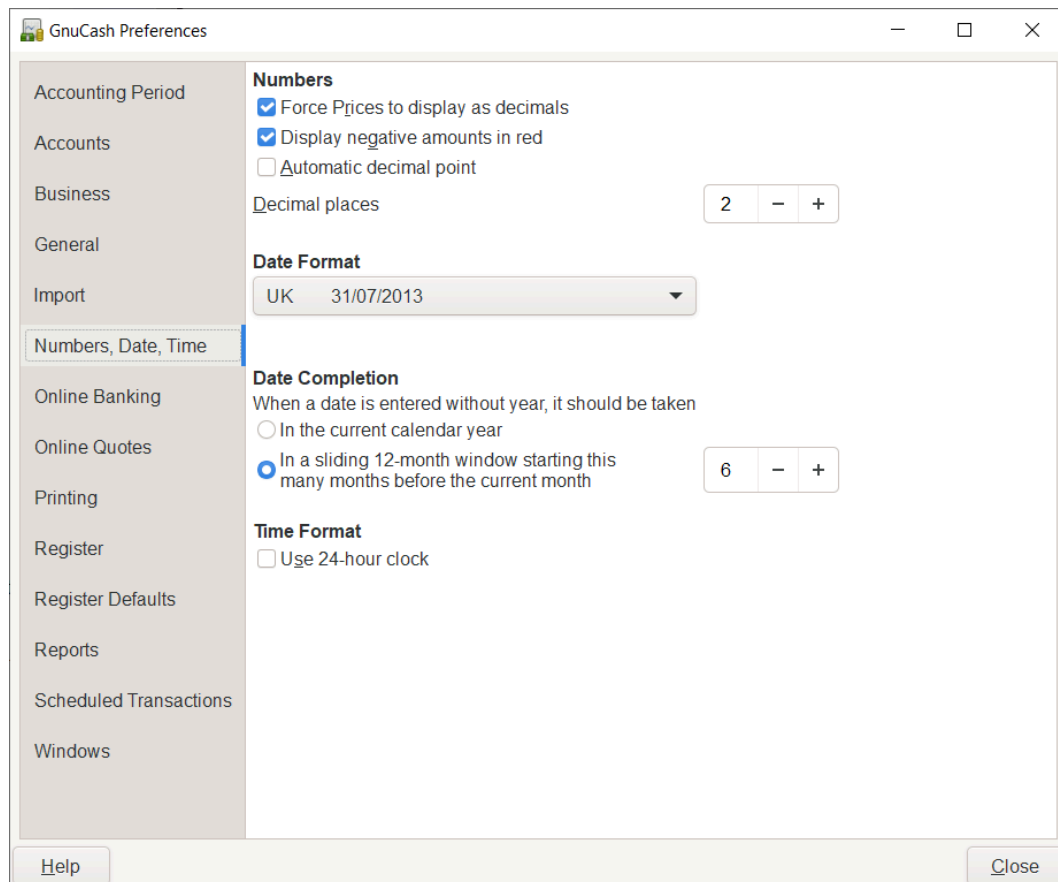 GnuCash Preferences
Accounting Period
Accounts
Business
General
Import
Numbers, Date, Time
Online Banking
Online Quotes
Printing
Register
Register Defaults
Reports
Scheduled Transactions
Windows
Numbers
Force Prices to display as decimals
Display negative amounts in red
Automatic decimal point
Decimal places 2 − +
Date Format
UK 31/07/2013
Date Completion
When a date is entered without year, it should be taken
In the current calendar year
In a sliding 12-month window starting this
many months before the current month
6 − +
Time Format
Use 24-hour clock
Help
Close